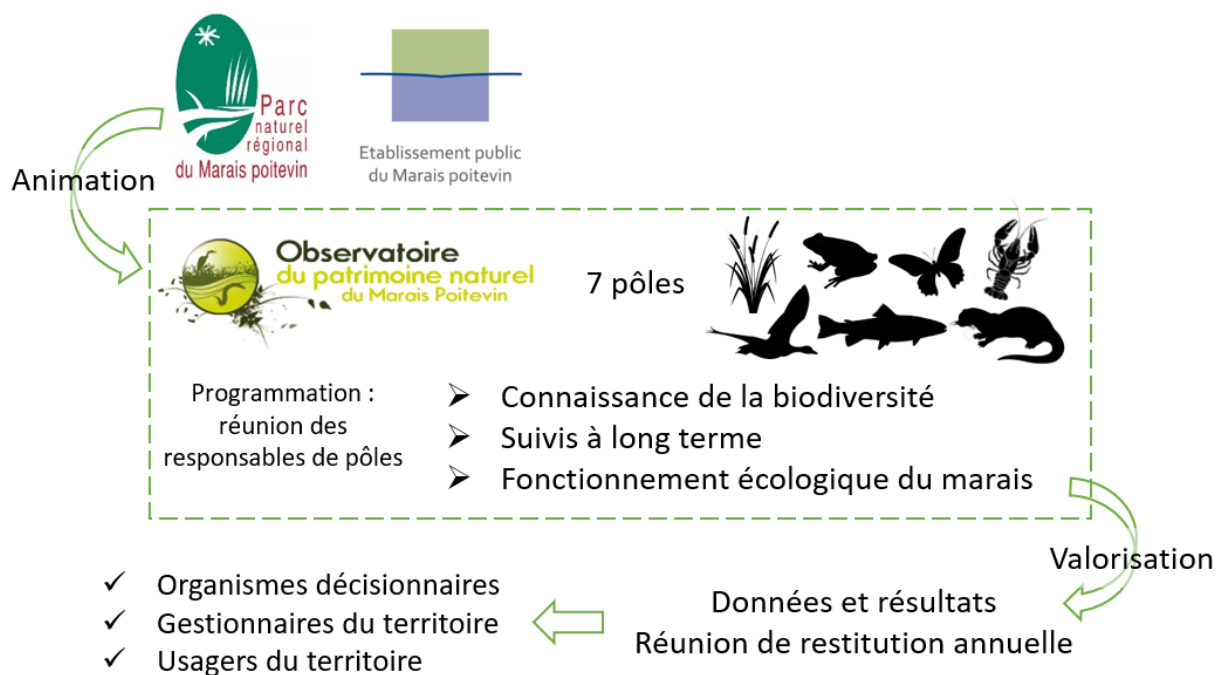 Parc
naturel
régional
du Marais poitevin
Etablissement public
du Marais poitevin
Animation
Observatoire
du patrimoine naturel
du Marais Poitevin
7 pôles
Programmation :
réunion des
responsables de pôles
➢ Connaissance de la biodiversité
➢ Suivis à long terme
➢ Fonctionnement écologique du marais
Valorisation
Données et résultats
Réunion de restitution annuelle
✓ Organismes décisionnaires
✓ Gestionnaires du territoire
✓ Usagers du territoire